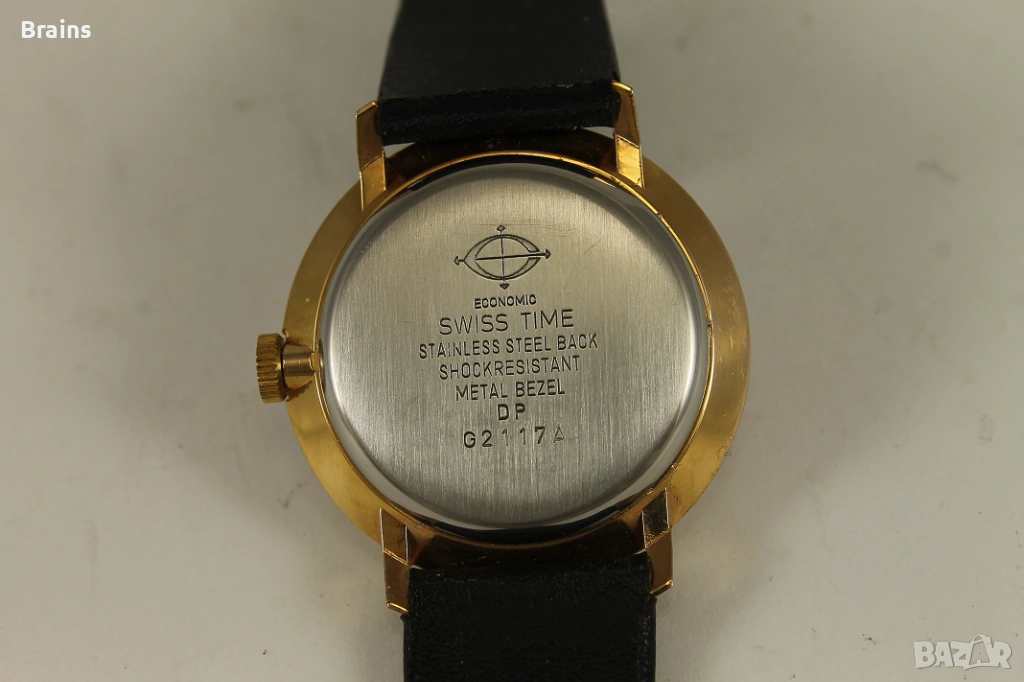 Brains
ECONOMIC
SWISS TIME
STAINLESS STEEL BACK
SHOCKRESISTANT
METAL BEZEL
DP
G2117A
BAZAR